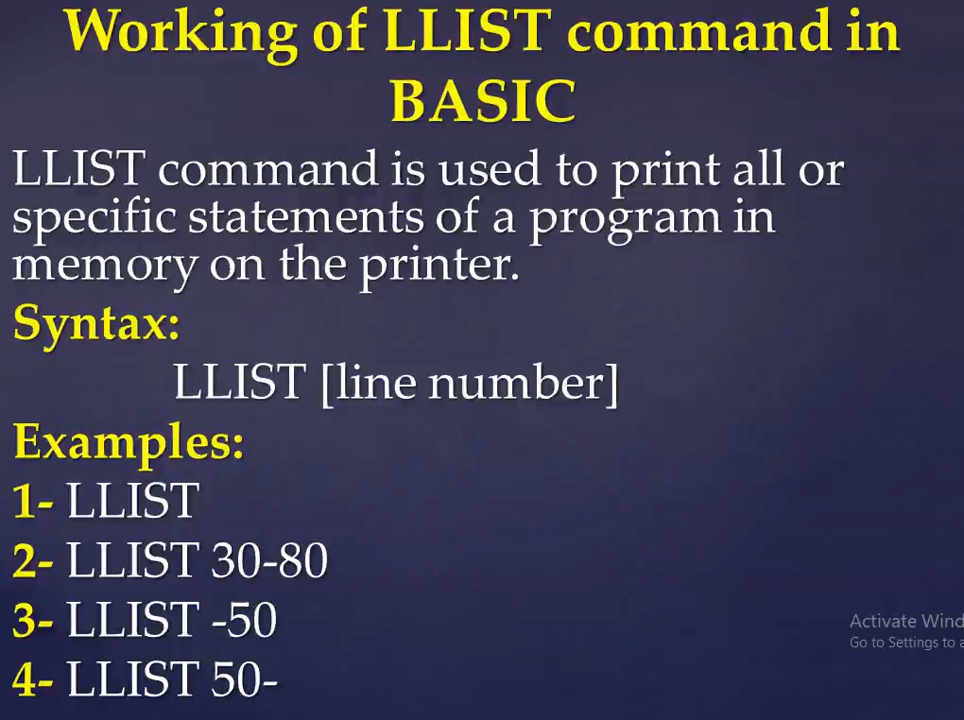 Working of LLIST command in
BASIC
LLIST command is used to print all or
specific statements of a program in
memory on the printer.
Syntax:
LLIST [line number]
Examples:
1- LLIST
2- LLIST 30-80
3- LLIST -50
4- LLIST 50-
Activate Wind
Go to Settings to a